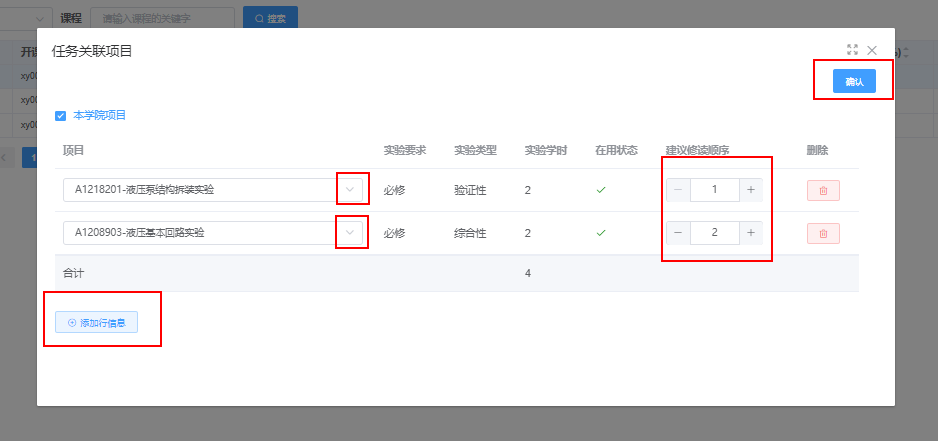 课程 请输入课程的关键字 搜索
任务关联项目
确认
本学院项目
项目 实验要求 实验类型 实验学时 在用状态 建议修读顺序 删除
A1218201-液压泵结构拆装实验 必修 验证性 2 1
A1208903-液压基本回路实验 必修 综合性 2 2
合计 4
添加行信息